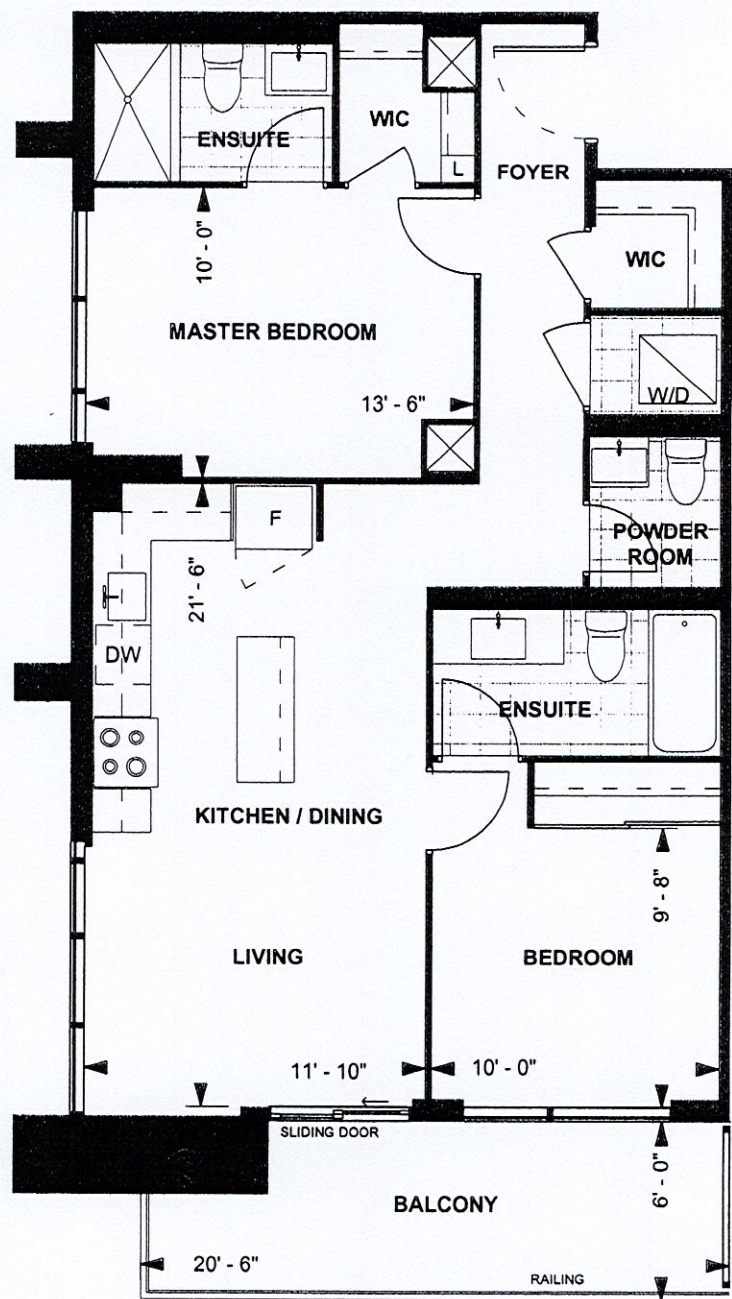 ENSUITE
WIC
L
FOYER
WIC
10' - 0"
MASTER BEDROOM
13' - 6"
W/D
F
POWDER
ROOM
21' - 6"
DW
ENSUITE
KITCHEN / DINING
9' - 8"
LIVING
BEDROOM
11' - 10"
10' - 0"
SLIDING DOOR
6' - 0"
BALCONY
20' - 6"
RAILING